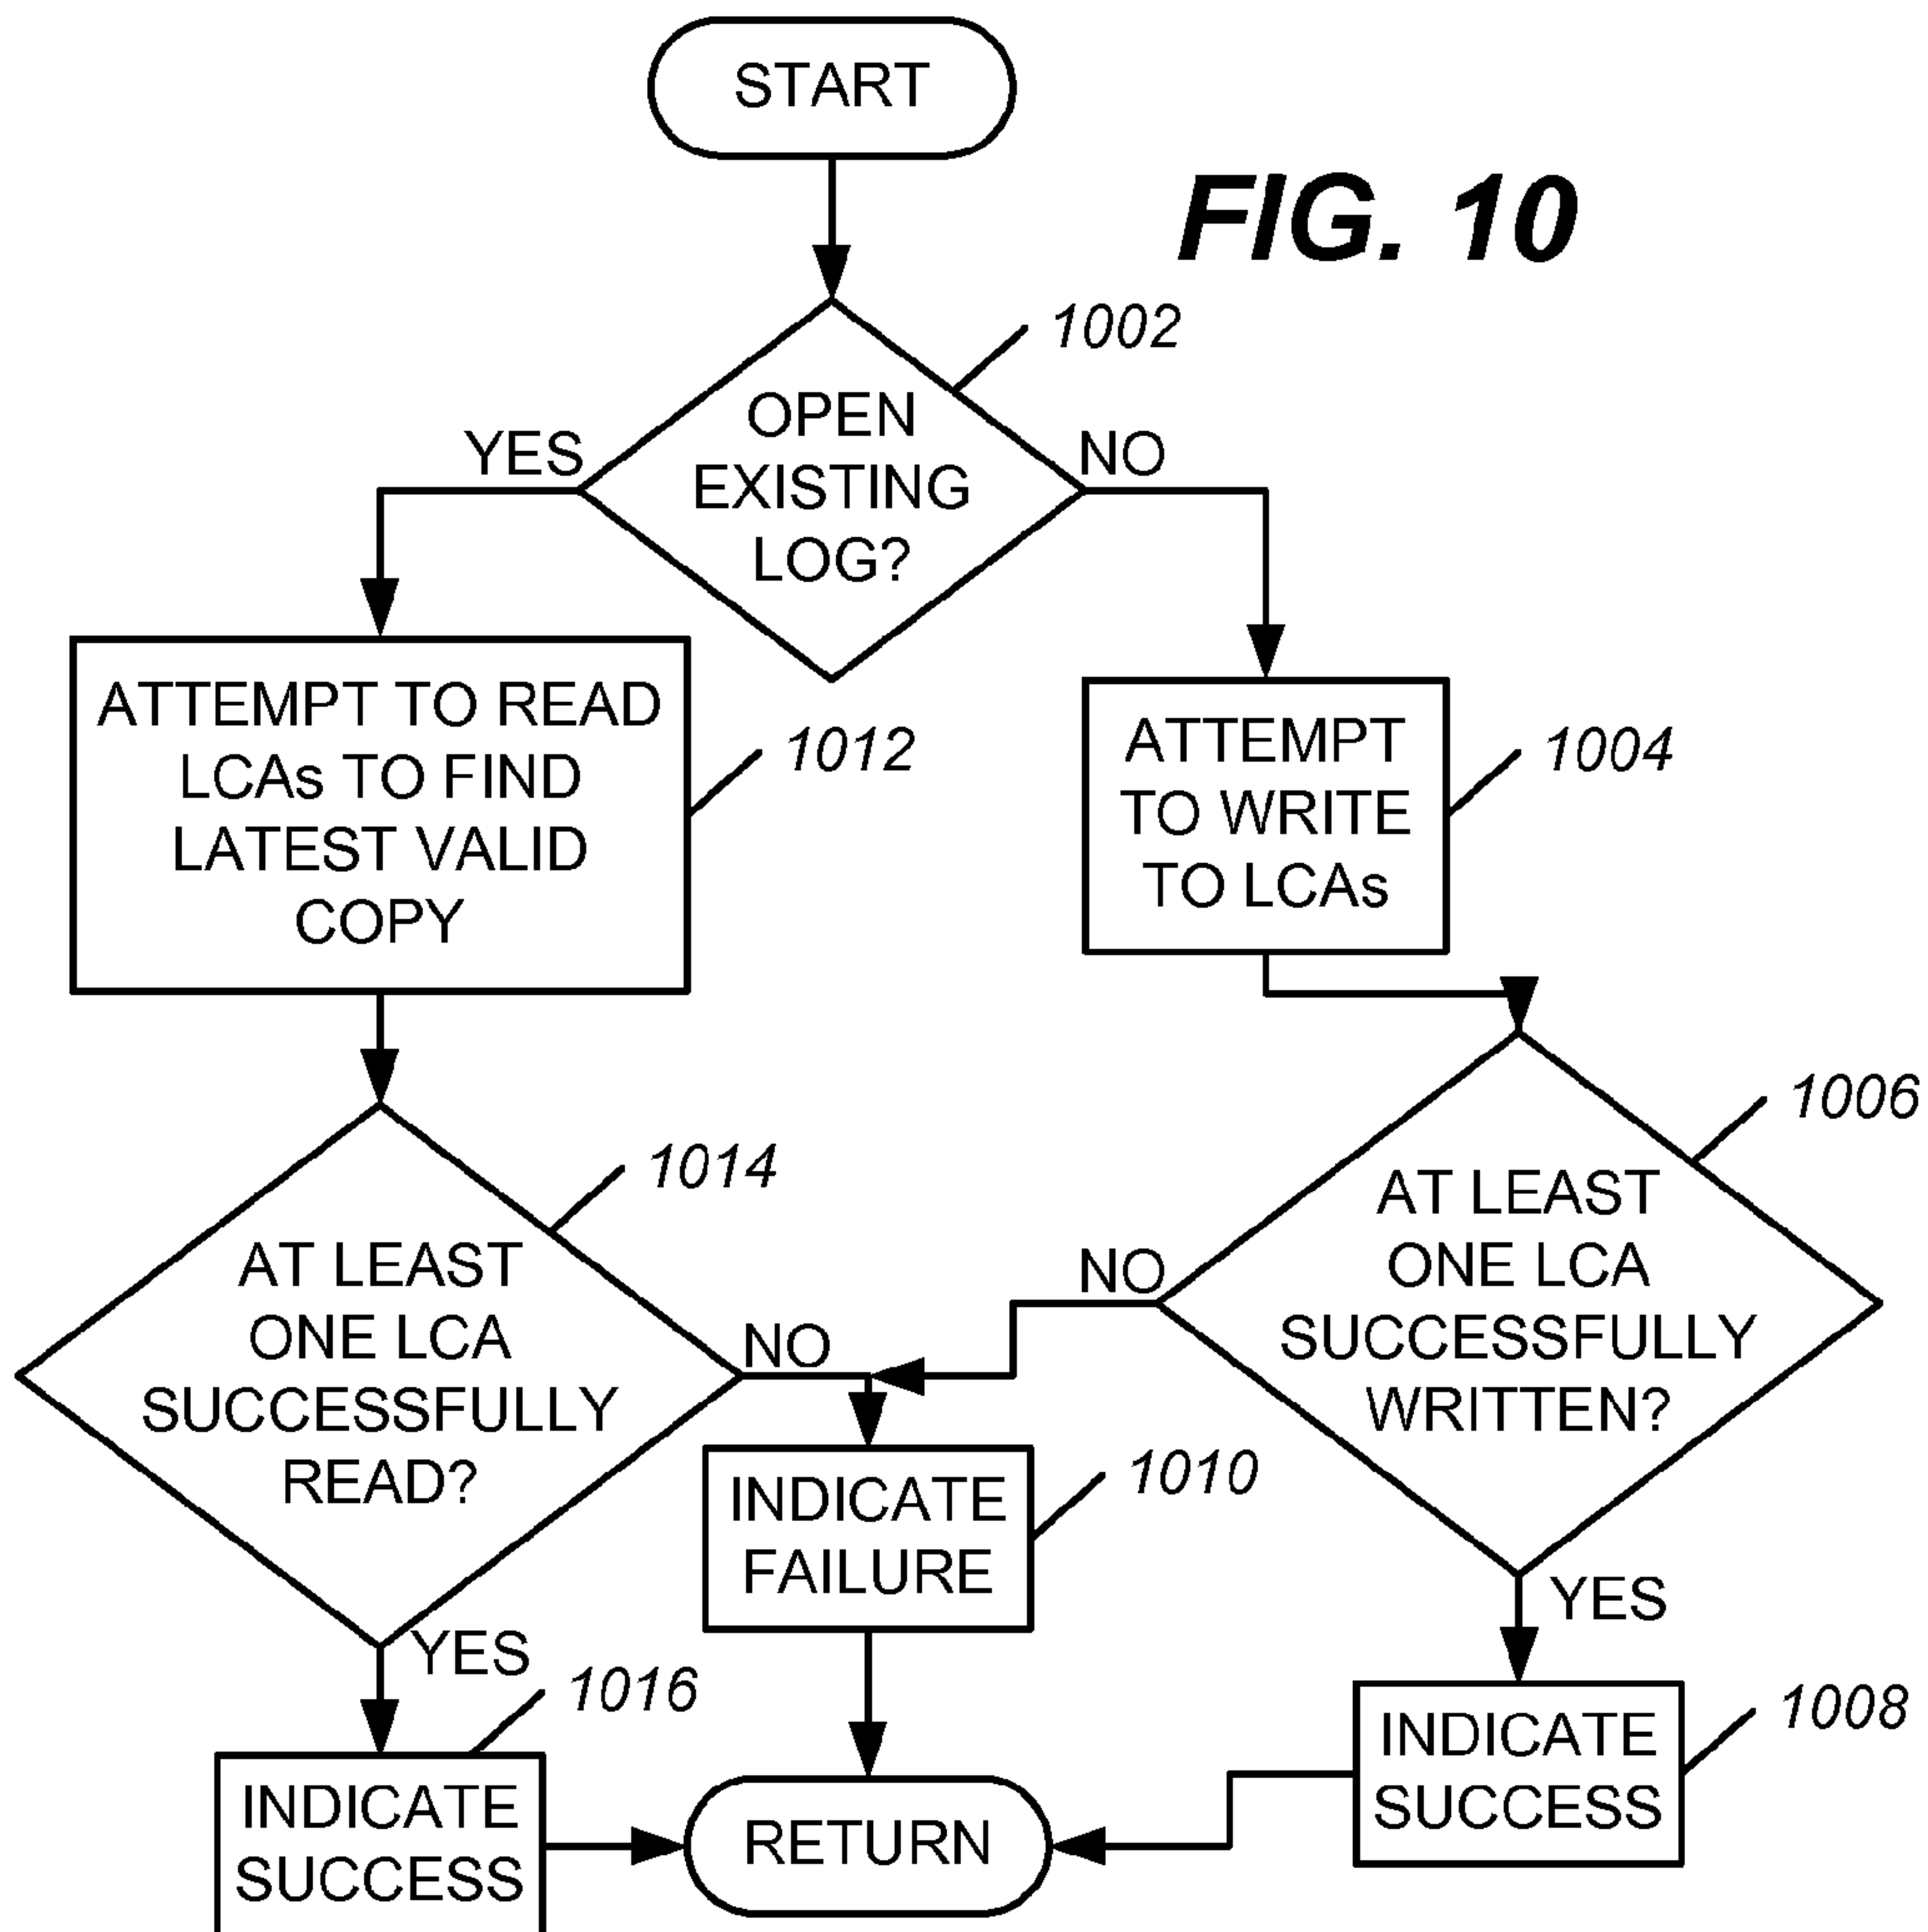 START
FIG. 10
1002
OPEN
EXISTING
LOG?
YES
NO
ATTEMPT TO READ
LCAs TO FIND
LATEST VALID
COPY
1012
ATTEMPT
TO WRITE
TO LCAs
1004
1006
1014
AT LEAST
ONE LCA
SUCCESSFULLY
READ?
NO
AT LEAST
ONE LCA
SUCCESSFULLY
WRITTEN?
NO
INDICATE
FAILURE
1010
YES
YES
1016
INDICATE
SUCCESS
RETURN
INDICATE
SUCCESS
1008